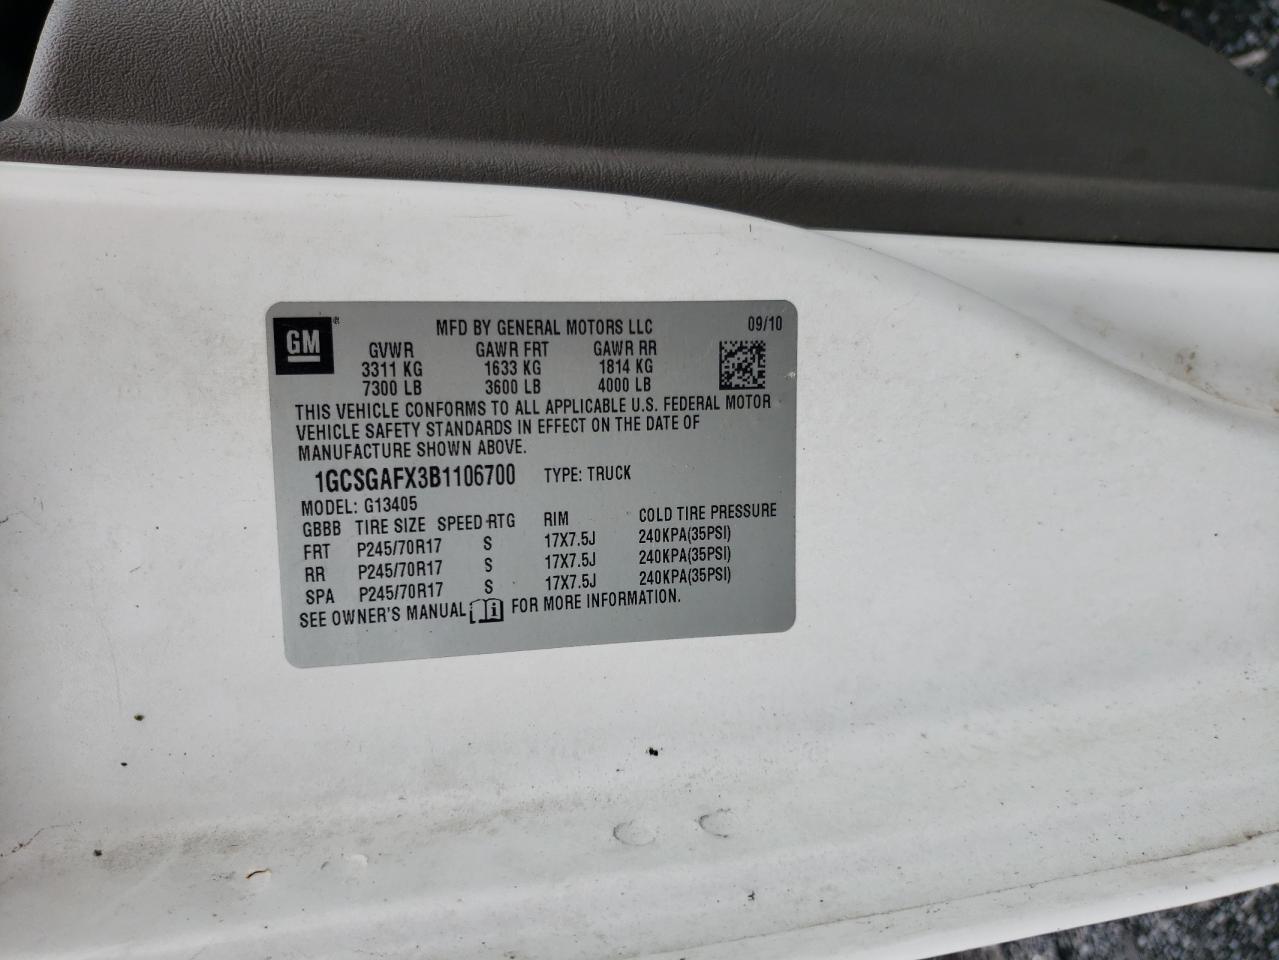 GM ® MFD BY GENERAL MOTORS LLC 09/10
GVWR GAWR FRT GAWR RR
3311 KG 1633 KG 1814 KG
7300 LB 3600 LB 4000 LB
THIS VEHICLE CONFORMS TO ALL APPLICABLE U.S. FEDERAL MOTOR
VEHICLE SAFETY STANDARDS IN EFFECT ON THE DATE OF
MANUFACTURE SHOWN ABOVE.
1GCSGAFX3B1106700 TYPE: TRUCK
MODEL: G13405
GBBB TIRE SIZE SPEED RTG RIM COLD TIRE PRESSURE
FRT P245/70R17 S 17X7.5J 240KPA(35PSI)
RR P245/70R17 S 17X7.5J 240KPA(35PSI)
SPA P245/70R17 S 17X7.5J 240KPA(35PSI)
SEE OWNER'S MANUAL FOR MORE INFORMATION.